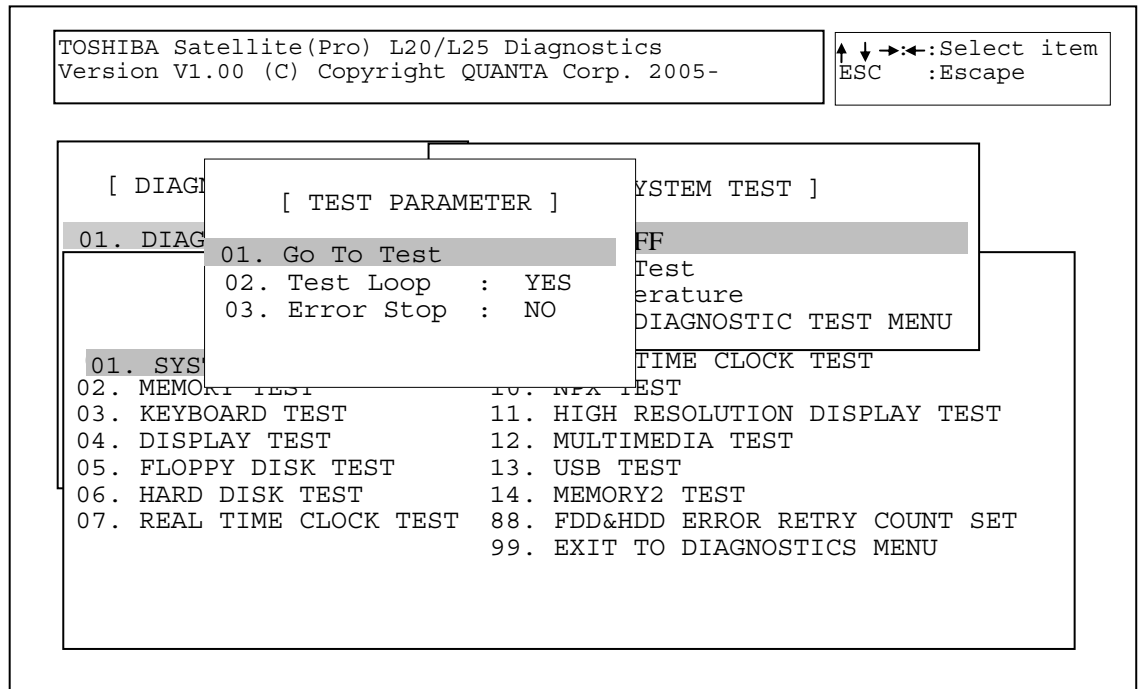 TOSHIBA Satellite(Pro) L20/L25 Diagnostics
Version V1.00 (C) Copyright QUANTA Corp. 2005-
↑ ↓ →:←:Select item
ESC :Escape
[ DIAGN
[ TEST PARAMETER ]
YSTEM TEST ]
01. DIAG
01. Go To Test
02. Test Loop : YES
03. Error Stop : NO
FF
Test
erature
DIAGNOSTIC TEST MENU
01. SYS
TIME CLOCK TEST
02. MEMORY TEST
10. NPX TEST
03. KEYBOARD TEST
11. HIGH RESOLUTION DISPLAY TEST
04. DISPLAY TEST
12. MULTIMEDIA TEST
05. FLOPPY DISK TEST
13. USB TEST
06. HARD DISK TEST
14. MEMORY2 TEST
07. REAL TIME CLOCK TEST
88. FDD&HDD ERROR RETRY COUNT SET
99. EXIT TO DIAGNOSTICS MENU